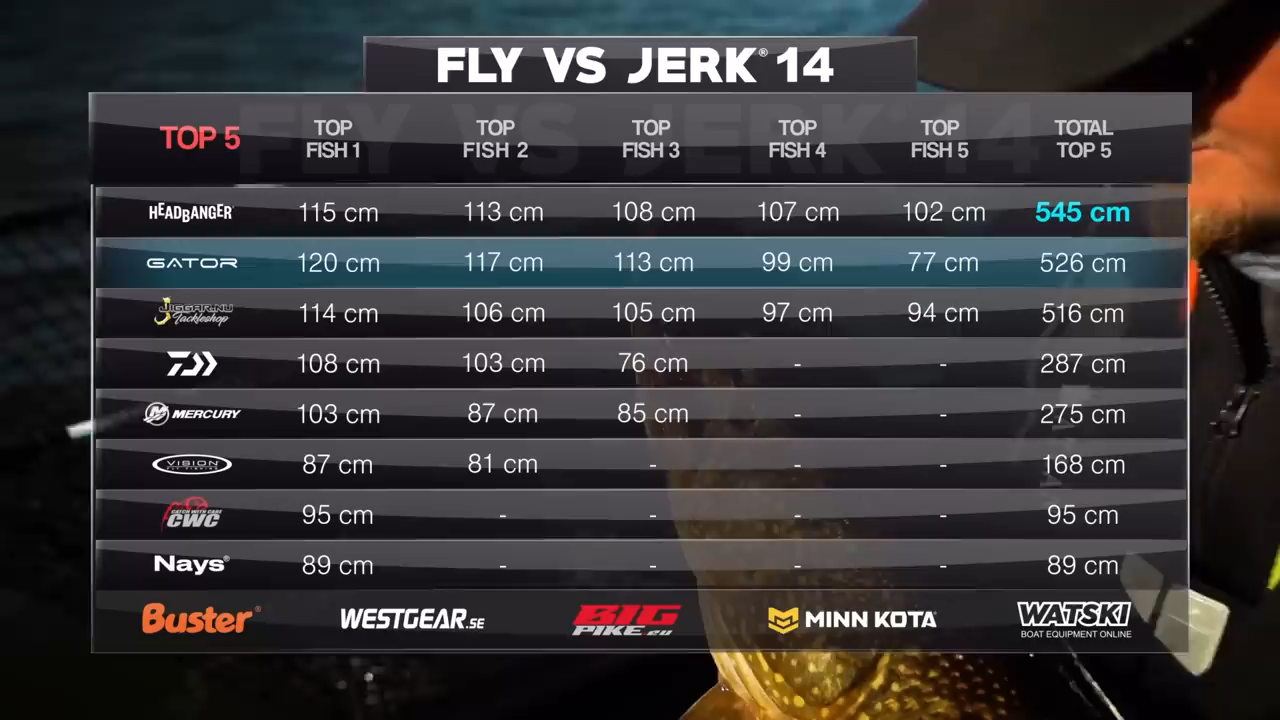 FLY VS JERK® 14
TOP 5 TOP FISH 1 TOP FISH 2 TOP FISH 3 TOP FISH 4 TOP FISH 5 TOTAL TOP 5
HEADBANGER 115 cm 113 cm 108 cm 107 cm 102 cm 545 cm
GATOR 120 cm 117 cm 113 cm 99 cm 77 cm 526 cm
JIGGAR.NU Tackleshop 114 cm 106 cm 105 cm 97 cm 94 cm 516 cm
108 cm 103 cm 76 cm - - 287 cm
MERCURY 103 cm 87 cm 85 cm - - 275 cm
VISION FLY FISHING 87 cm 81 cm - - - 168 cm
CATCH WITH CARE CWC 95 cm - - - - 95 cm
Nays® 89 cm - - - - 89 cm
Buster® WESTGEAR.SE BIG PIKE.eu MINN KOTA WATSKI
BOAT EQUIPMENT ONLINE